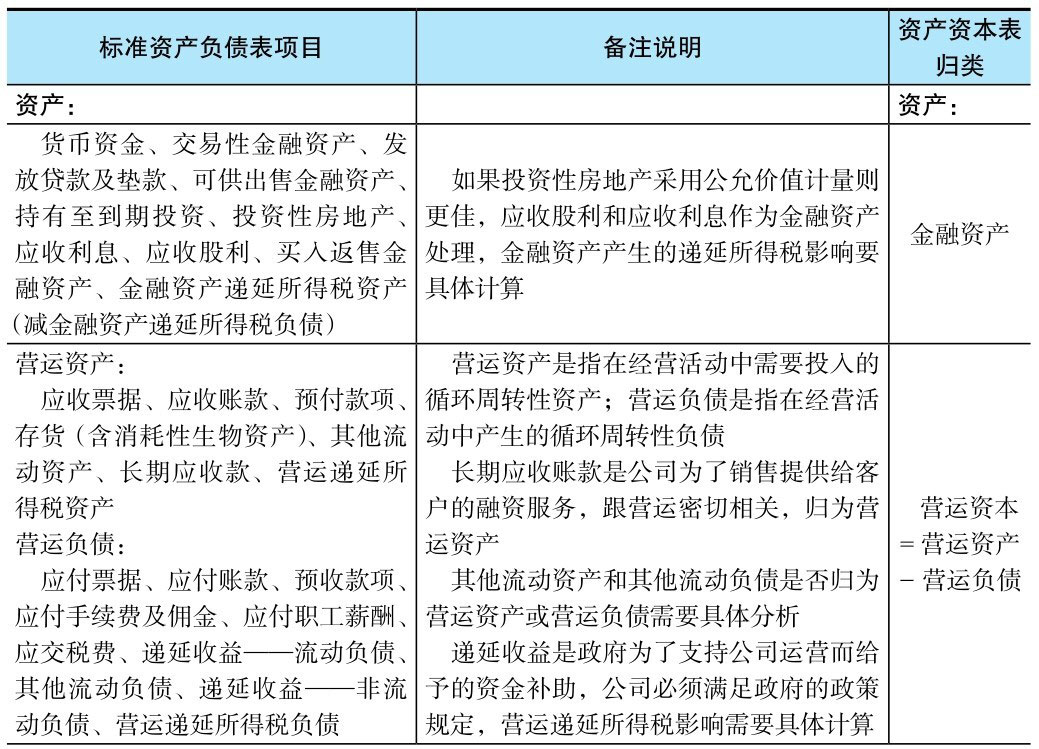 标准资产负债表项目
备注说明
资产资本表
归类
资产：
资产：
货币资金、交易性金融资产、发
放贷款及垫款、可供出售金融资产、
持有至到期投资、投资性房地产、
应收利息、应收股利、买入返售金
融资产、金融资产递延所得税资产
（减金融资产递延所得税负债）
如果投资性房地产采用公允价值计量则
更佳，应收股利和应收利息作为金融资产
处理，金融资产产生的递延所得税影响要
具体计算
金融资产
营运资产：
应收票据、应收账款、预付款项、
存货（含消耗性生物资产）、其他流
动资产、长期应收款、营运递延所
得税资产
营运负债：
应付票据、应付账款、预收款项、
应付手续费及佣金、应付职工薪酬、
应交税费、递延收益——流动负债、
其他流动负债、递延收益——非流
动负债、营运递延所得税负债
营运资产是指在经营活动中需要投入的
循环周转性资产；营运负债是指在经营活
动中产生的循环周转性负债
长期应收账款是公司为了销售提供给客
户的融资服务，跟营运密切相关，归为营
运资产
其他流动资产和其他流动负债是否归为
营运资产或营运负债需要具体分析
递延收益是政府为了支持公司运营而给
予的资金补助，公司必须满足政府的政策
规定，营运递延所得税影响需要具体计算
营运资本
= 营运资产
− 营运负债